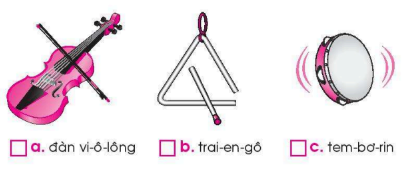 a. đàn vi-ô-lông b. trai-en-gô c. tem-bơ-rin